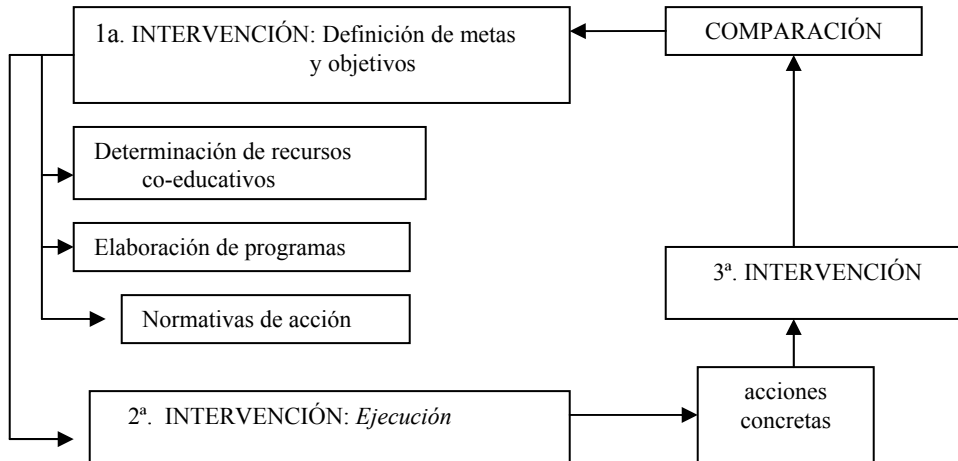 1a. INTERVENCIÓN: Definición de metas
y objetivos
COMPARACIÓN
Determinación de recursos
co-educativos
Elaboración de programas
3ª. INTERVENCIÓN
Normativas de acción
acciones
concretas
2ª. INTERVENCIÓN: Ejecución